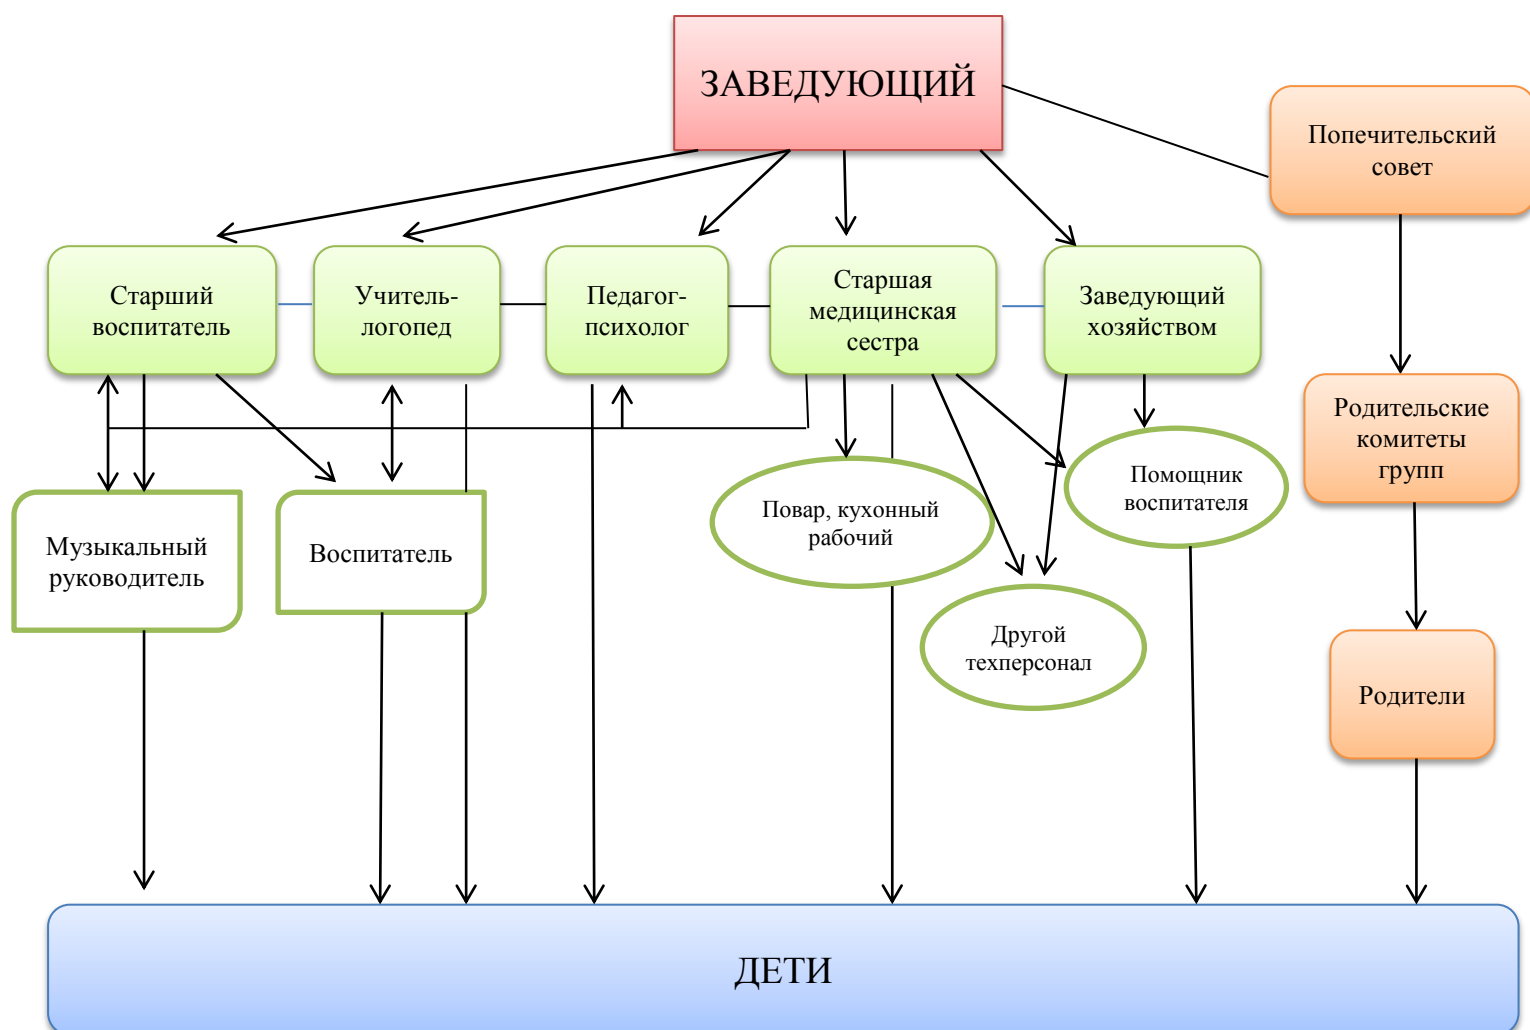 ЗАВЕДУЮЩИЙ
Попечительский
совет
Старший
воспитатель
Учитель-
логопед
Педагог-
психолог
Старшая
медицинская
сестра
Заведующий
хозяйством
Родительские
комитеты
групп
Музыкальный
руководитель
Воспитатель
Повар, кухонный
рабочий
Помощник
воспитателя
Другой
техперсонал
Родители
ДЕТИ